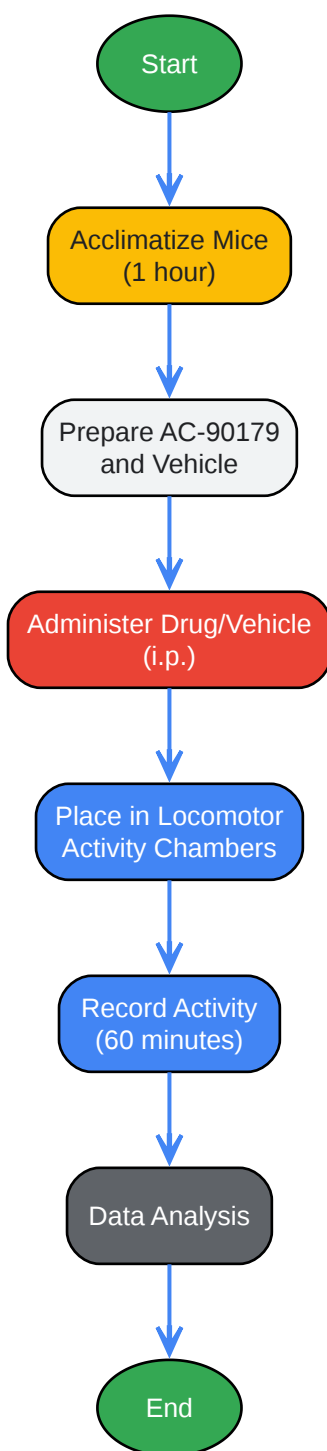 Start
Acclimatize Mice
(1 hour)
Prepare AC-90179
and Vehicle
Administer Drug/Vehicle
(i.p.)
Place in Locomotor
Activity Chambers
Record Activity
(60 minutes)
Data Analysis
End